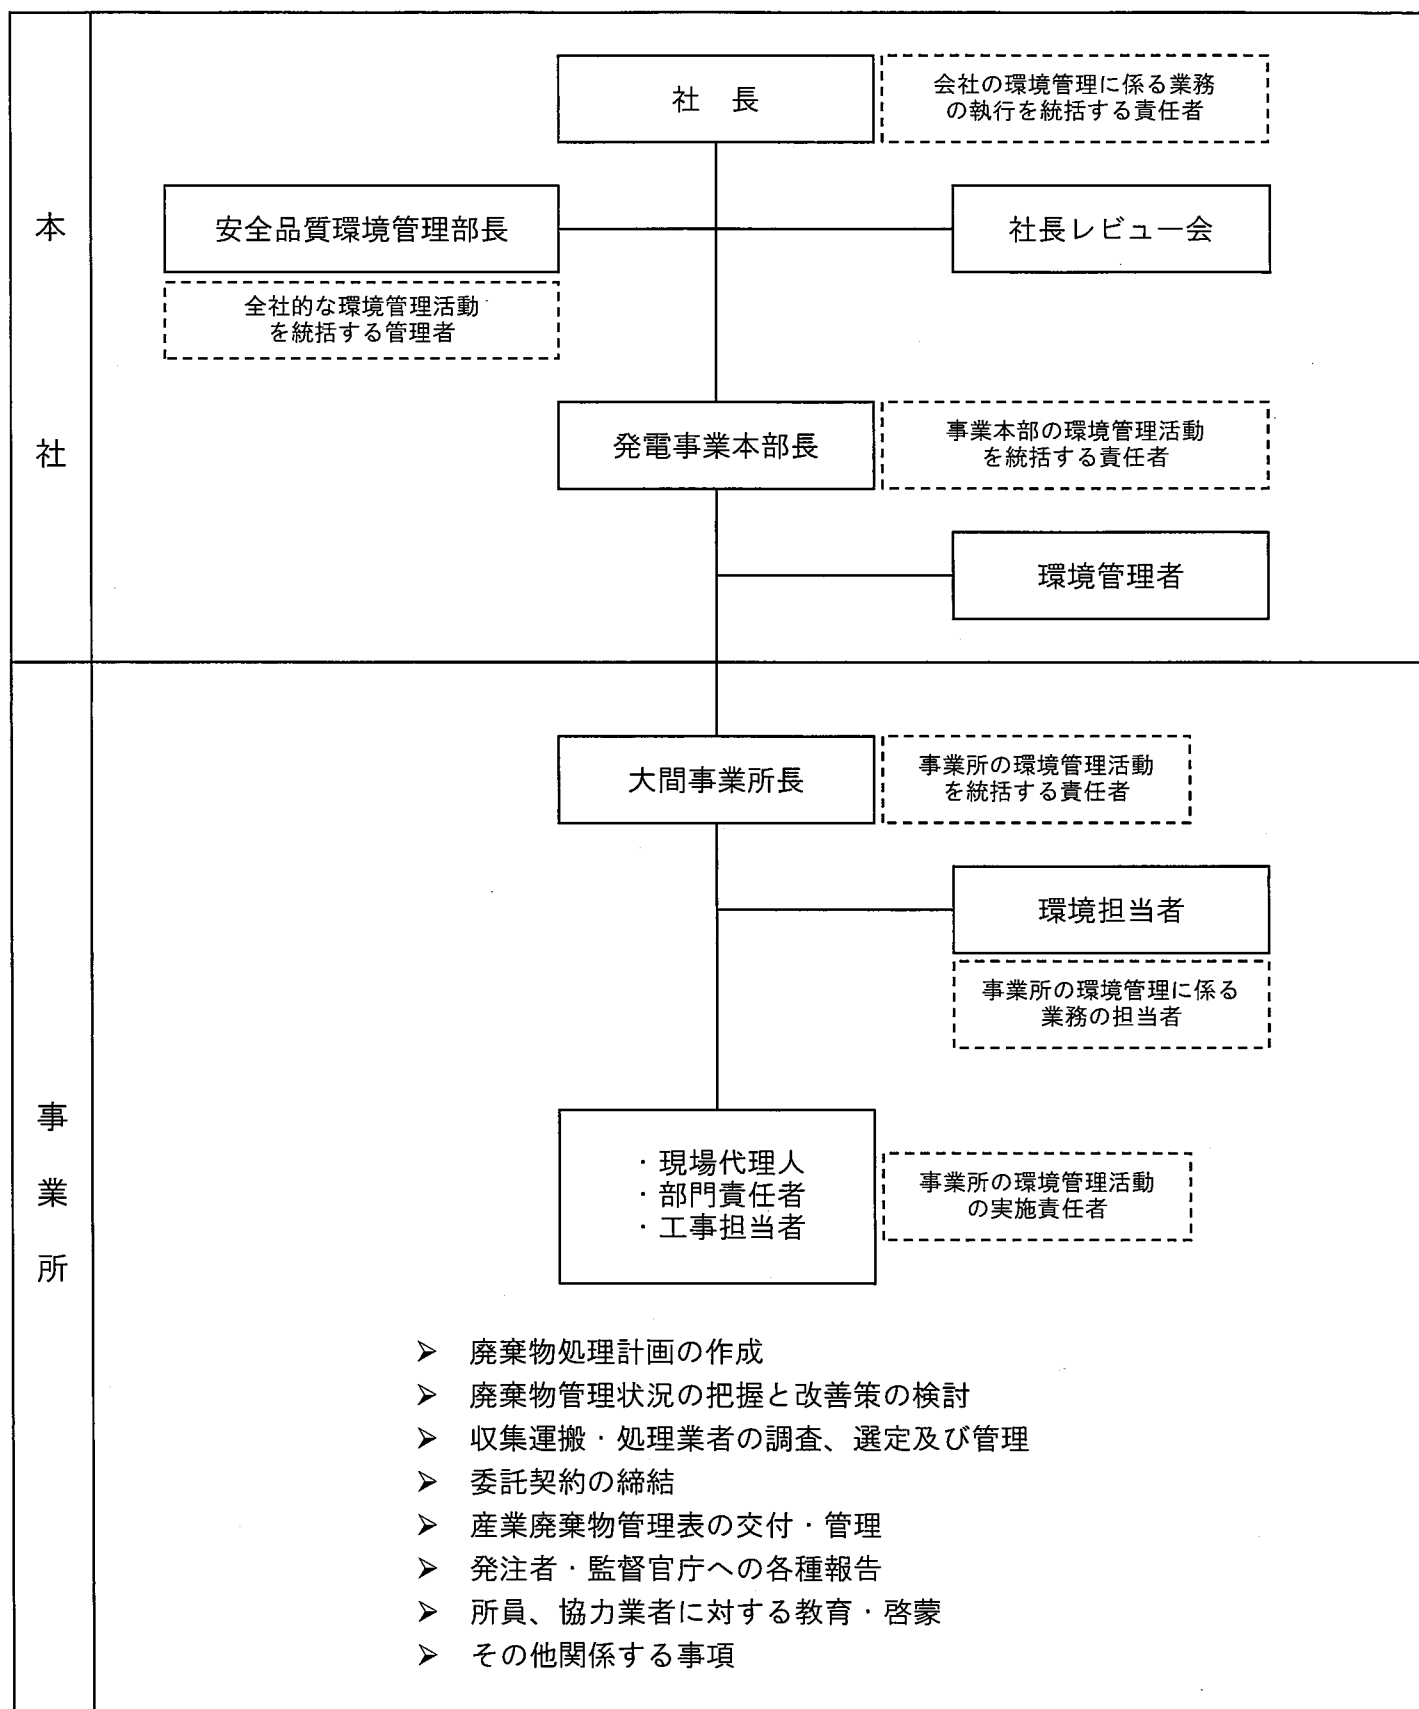 本社
社　長
会社の環境管理に係る業務
の執行を統括する責任者
安全品質環境管理部長
社長レビュー会
全社的な環境管理活動
を統括する管理者
発電事業本部長
事業本部の環境管理活動
を統括する責任者
環境管理者
事業所
大間事業所長
事業所の環境管理活動
を統括する責任者
環境担当者
事業所の環境管理に係る
業務の担当者
・現場代理人
・部門責任者
・工事担当者
事業所の環境管理活動
の実施責任者
➢ 廃棄物処理計画の作成
➢ 廃棄物管理状況の把握と改善策の検討
➢ 収集運搬・処理業者の調査、選定及び管理
➢ 委託契約の締結
➢ 産業廃棄物管理表の交付・管理
➢ 発注者・監督官庁への各種報告
➢ 所員、協力業者に対する教育・啓蒙
➢ その他関係する事項